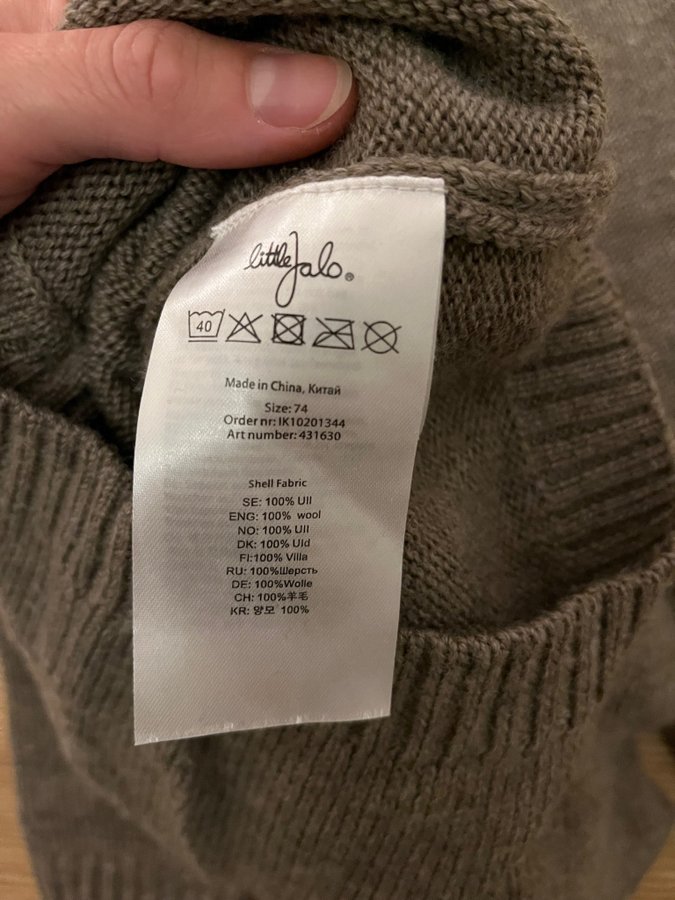 little Jalo®
40
Made in China, Китай
Size: 74
Order nr: IK10201344
Art number: 431630
Shell Fabric
SE: 100% Ull
ENG: 100% wool
NO: 100% Ull
DK: 100% Uld
FI:100% Villa
RU: 100%Шерсть
DE: 100%Wolle
CH: 100%羊毛
KR: 양모 100%